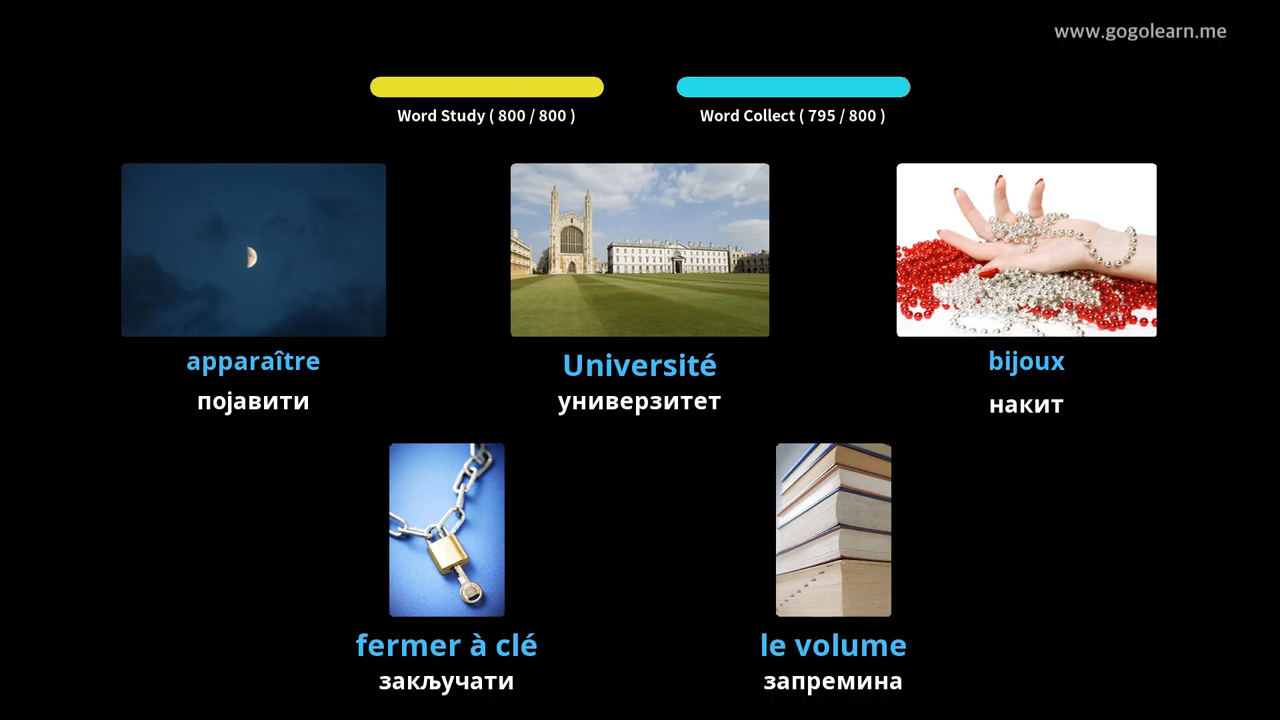 www.gogolearn.me
Word Study ( 800 / 800 )
Word Collect ( 795 / 800 )
apparaître
појавити
Université
универзитет
bijoux
накит
fermer à clé
закључати
le volume
запремина